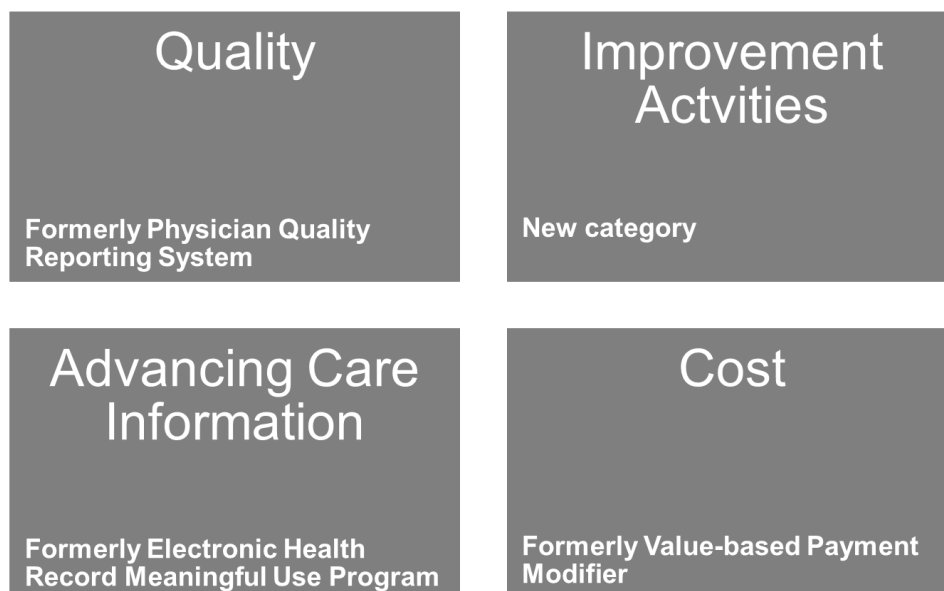 Quality
Formerly Physician Quality
Reporting System
Improvement
Actvities
New category
Advancing Care
Information
Formerly Electronic Health
Record Meaningful Use Program
Cost
Formerly Value-based Payment
Modifier